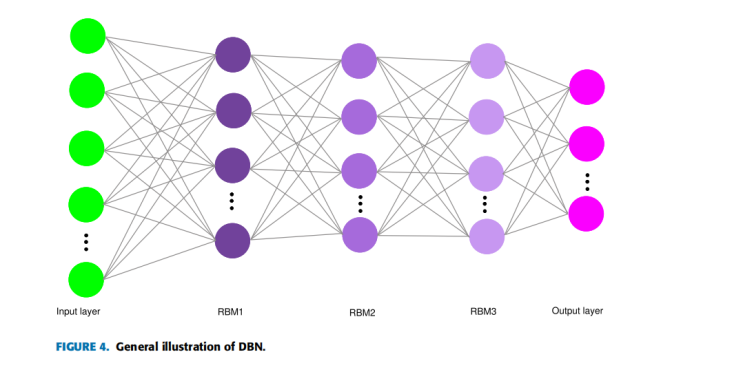 Input layer
RBM1
RBM2
RBM3
Output layer
FIGURE 4. General illustration of DBN.